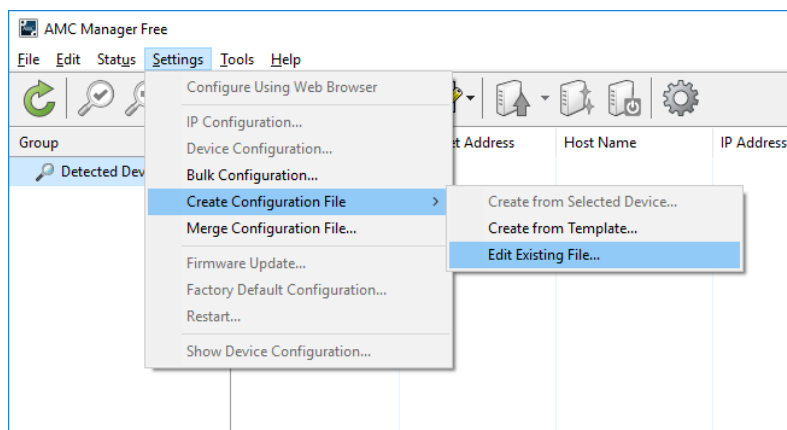 AMC Manager Free
File Edit Status Settings Tools Help
Group
Address
Host Name
IP Address
Detected
Configure Using Web Browser
IP Configuration...
Device Configuration...
Bulk Configuration...
Create Configuration File >
Merge Configuration File...
Firmware Update...
Factory Default Configuration...
Restart...
Show Device Configuration...
Create from Selected Device...
Create from Template...
Edit Existing File...